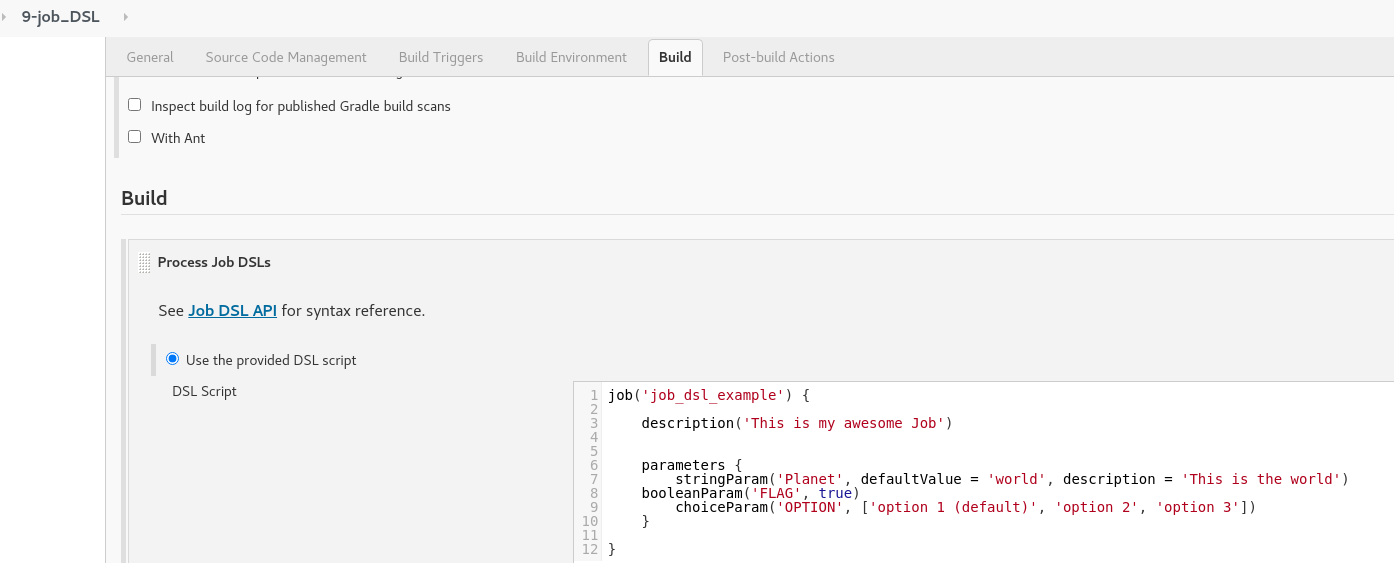 9-job_DSL
General Source Code Management Build Triggers Build Environment Build Post-build Actions
Inspect build log for published Gradle build scans
With Ant
Build
Process Job DSLs
See Job DSL API for syntax reference.
Use the provided DSL script
DSL Script
1 job('job_dsl_example') {
2
3     description('This is my awesome Job')
4
5
6     parameters {
7         stringParam('Planet', defaultValue = 'world', description = 'This is the world')
8     booleanParam('FLAG', true)
9         choiceParam('OPTION', ['option 1 (default)', 'option 2', 'option 3'])
10     }
11
12 }